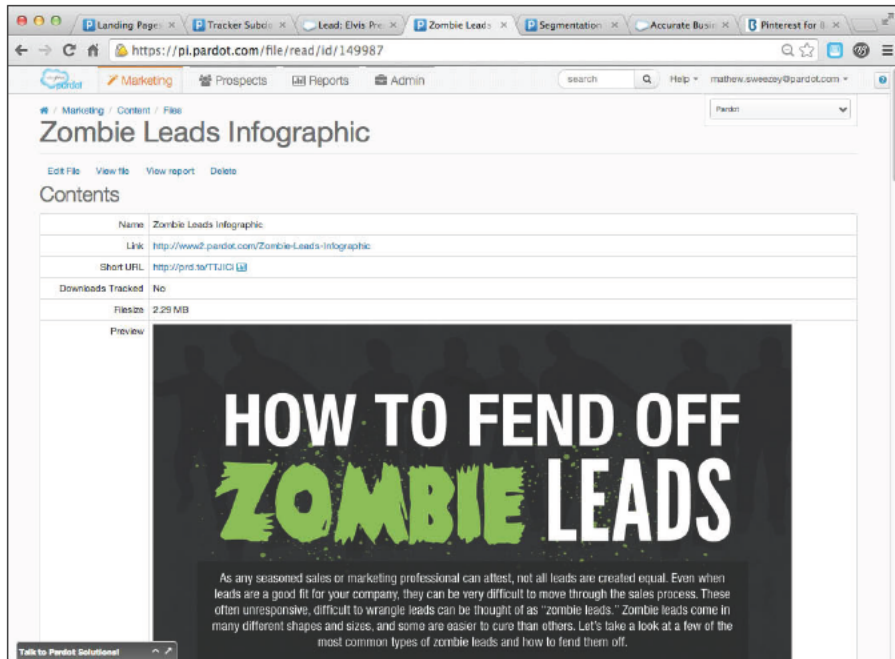 Landing Page
Tracker Subdo
Lead: Elvis Pre
Zombie Leads
Segmentation
Accurate Busin
Pinterest for B
https://pi.pardot.com/file/read/id/149987
pardot
Marketing
Prospects
Reports
Admin
search
Help
mathew.sweezey@pardot.com
/ Marketing / Content / Files
Pardot
Zombie Leads Infographic
Edit File View file View report Delete
Contents
Name Zombie Leads Infographic
Link http://www2.pardot.com/Zombie-Leads-Infographic
Short URL http://prd.to/TTJICI
Downloads Tracked No
Filesize 2.29 MB
Preview
HOW TO FEND OFF
ZOMBIE LEADS
As any seasoned sales or marketing professional can attest, not all leads are created equal. Even when
leads are a good fit for your company, they can be very difficult to move through the sales process. These
often unresponsive, difficult to wrangle leads can be thought of as “zombie leads.” Zombie leads come in
many different shapes and sizes, and some are easier to cure than others. Let’s take a look at a few of the
most common types of zombie leads and how to fend them off.
Talk to Pardot Solutions!